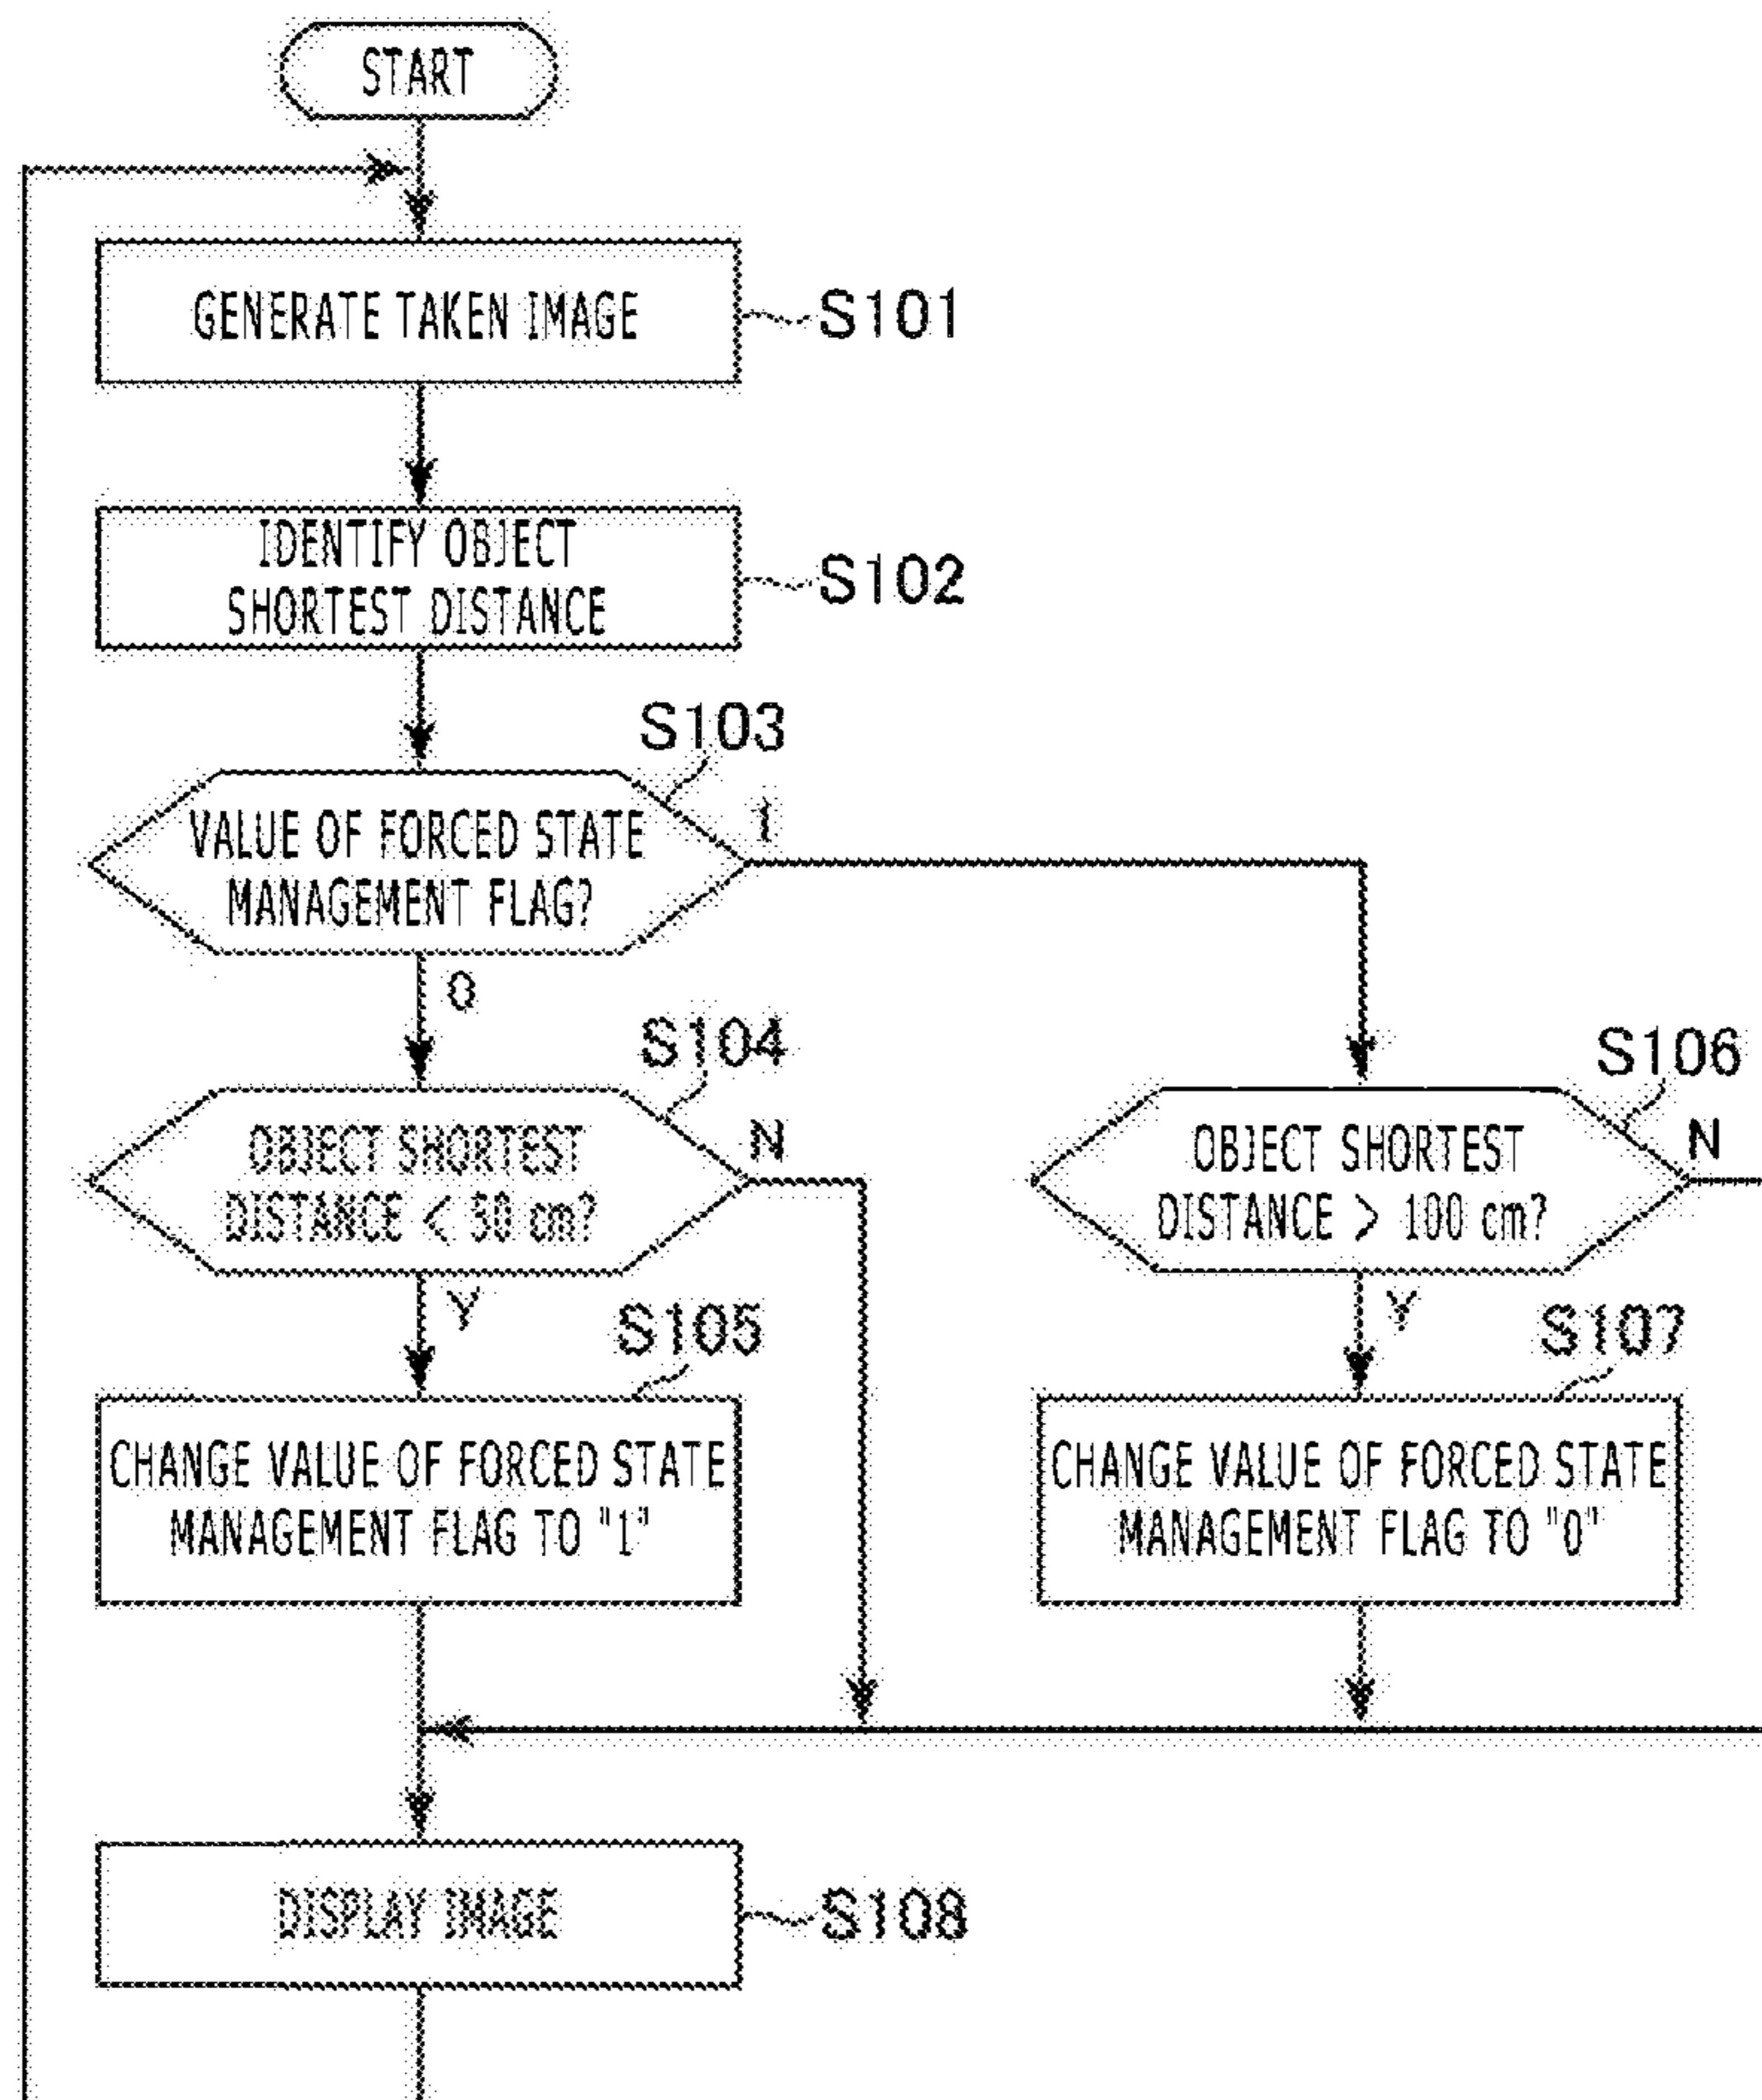 START
GENERATE TAKEN IMAGE
S101
IDENTIFY OBJECT
SHORTEST DISTANCE
S102
S103
VALUE OF FORCED STATE
MANAGEMENT FLAG?
1
0
S104
OBJECT SHORTEST
DISTANCE < 50 cm?
N
Y
S106
OBJECT SHORTEST
DISTANCE > 100 cm?
N
Y
S105
CHANGE VALUE OF FORCED STATE
MANAGEMENT FLAG TO "1"
S107
CHANGE VALUE OF FORCED STATE
MANAGEMENT FLAG TO "0"
DISPLAY IMAGE
S108